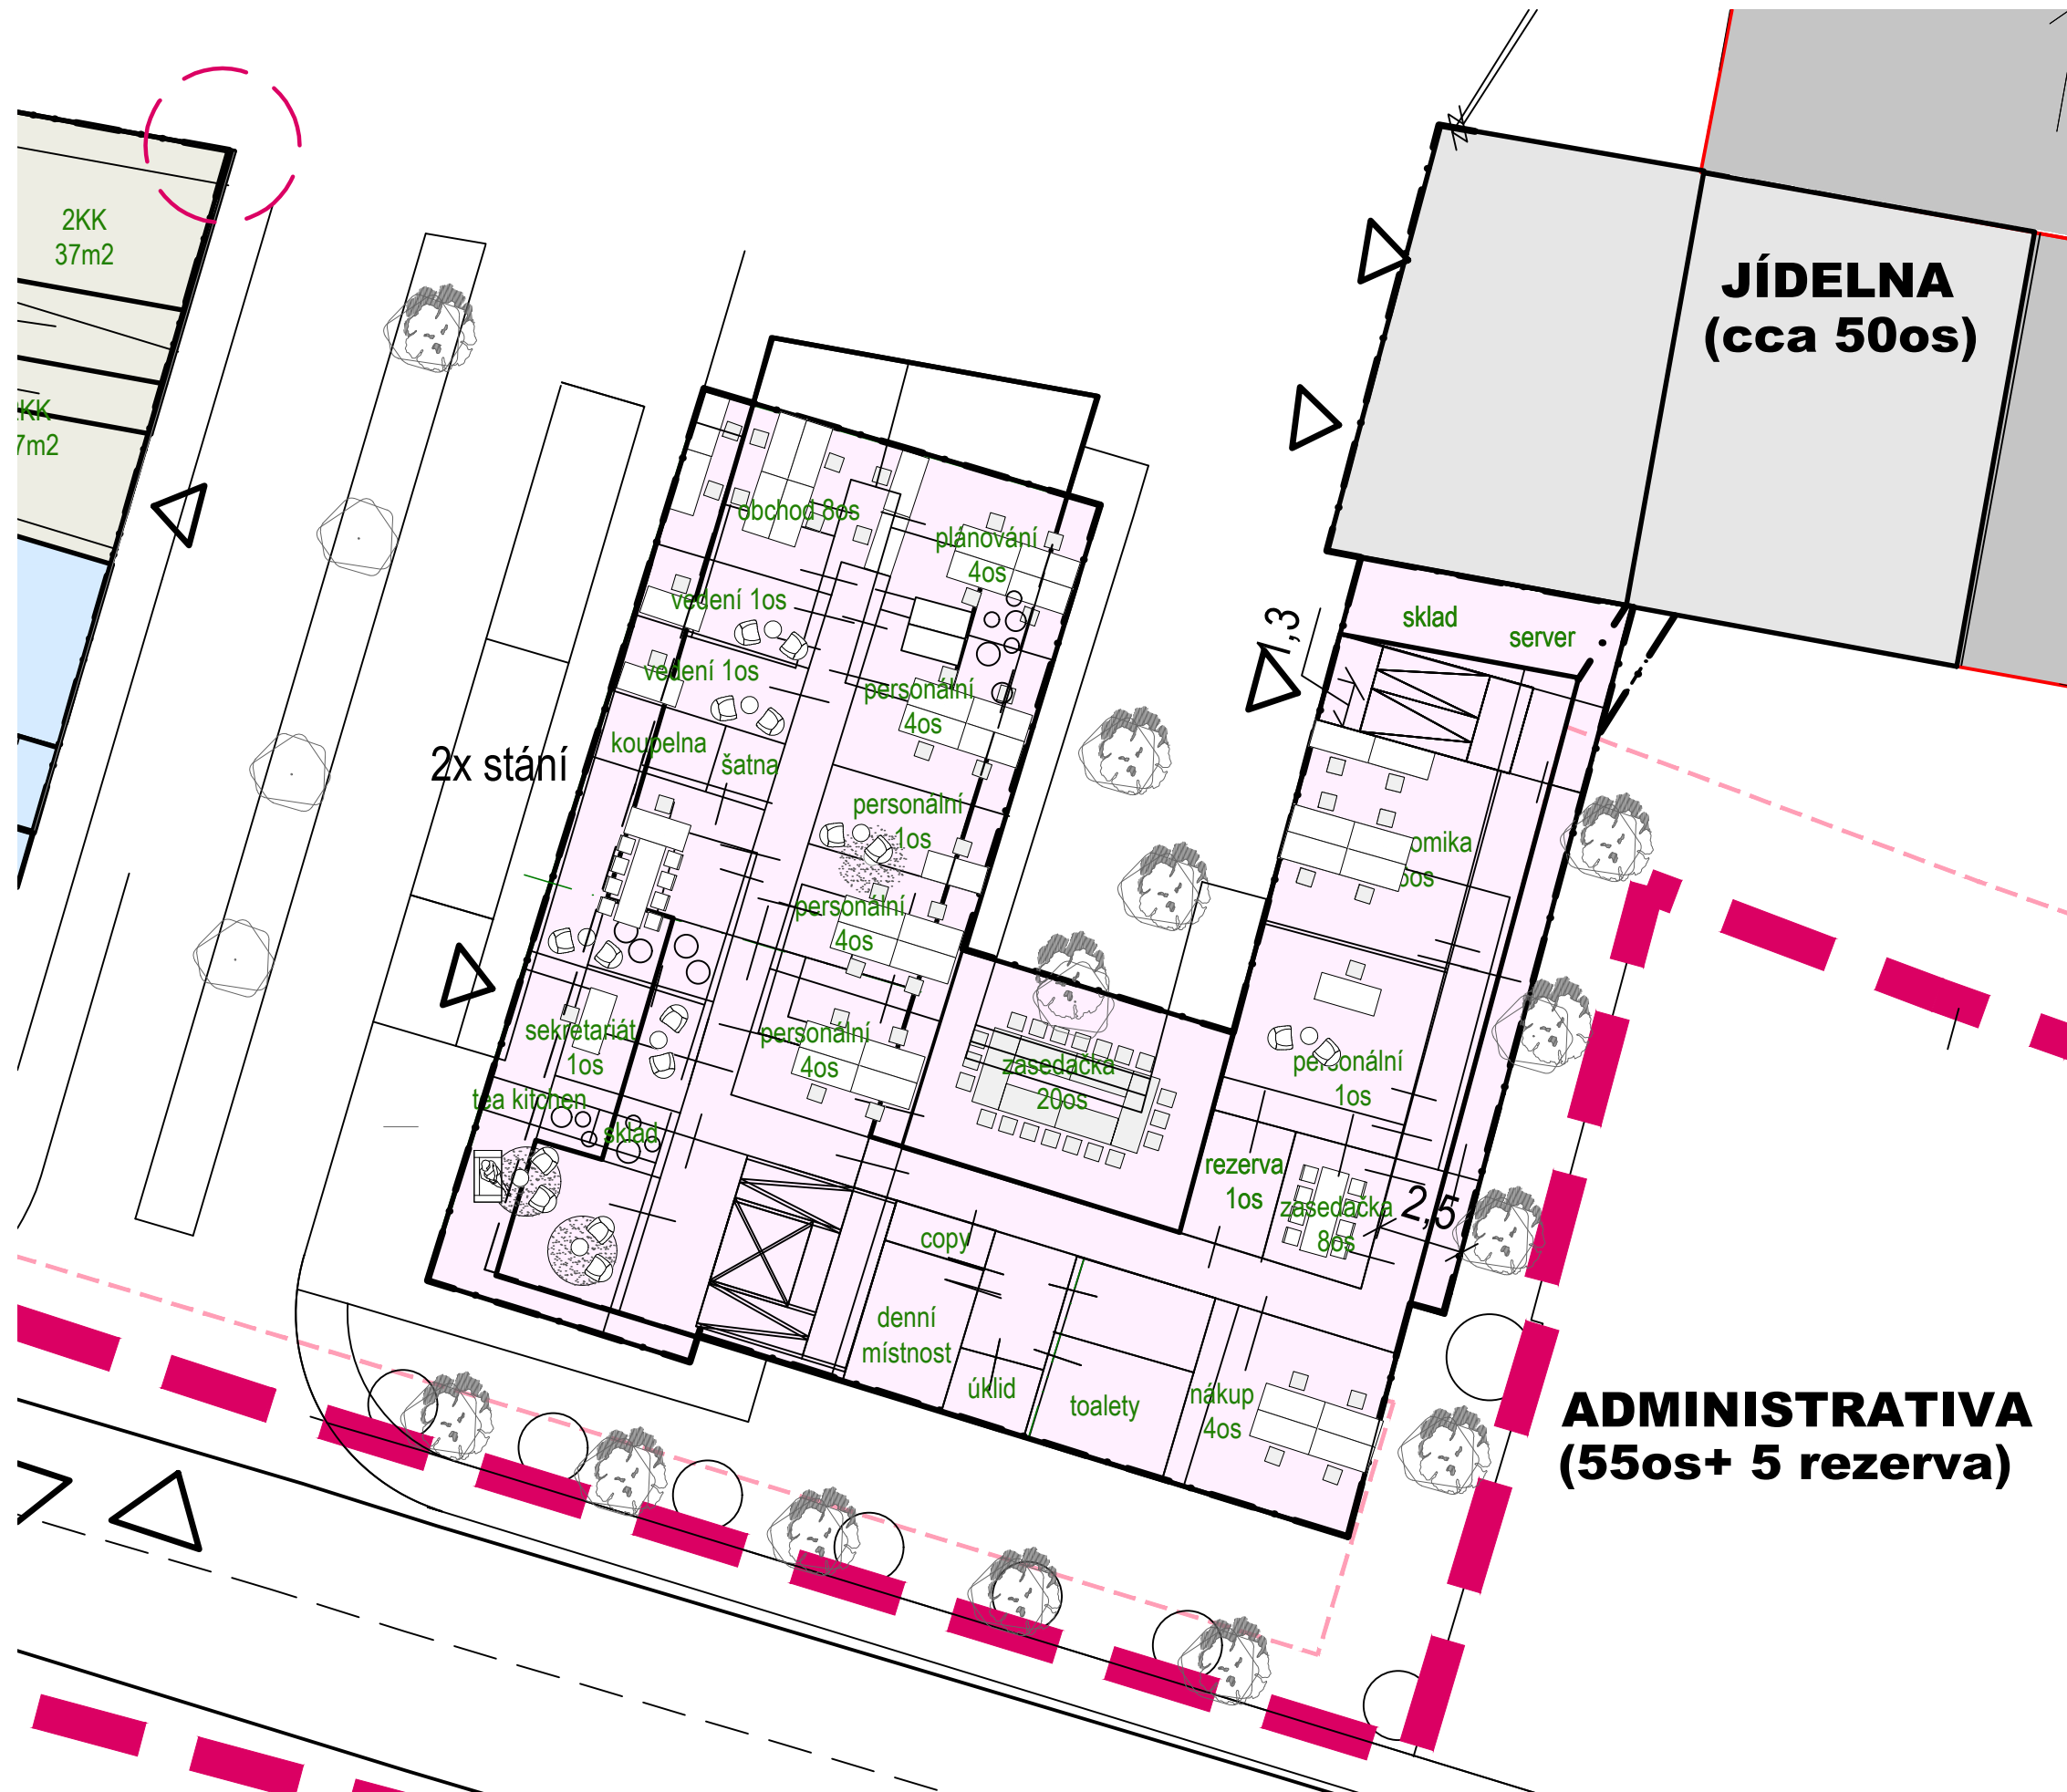 2KK
37m2
KK
7m2
JÍDELNA
(cca 50os)
obchod 8os
plánování
4os
vedení 1os
vedení 1os
personální
4os
koupelna
šatna
2x stání
personální
1os
personální
4os
personální
4os
sekretariát
1os
tea kitchen
sklad
zasedačka
20os
sklad
server
1,3
omika
os
personální
1os
rezerva
1os
zasedačka
8os
2,5
copy
denní
místnost
úklid
toalety
nákup
4os
ADMINISTRATIVA
(55os+ 5 rezerva)